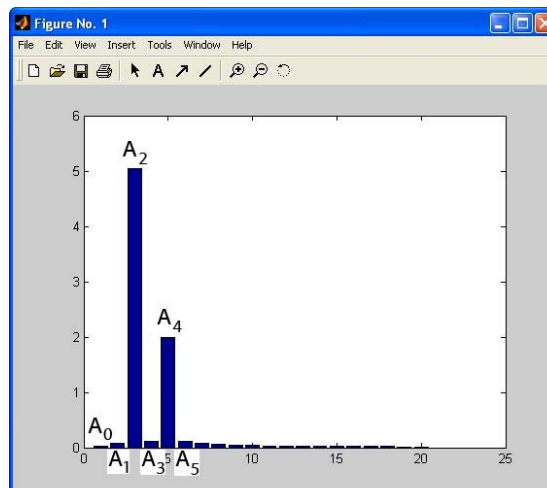 Figure No. 1
File Edit View Insert Tools Window Help
A
6
5
4
3
2
1
0
A₂
A₄
A₀
0 5 10 15 20 25
A₁ A₃ A₅